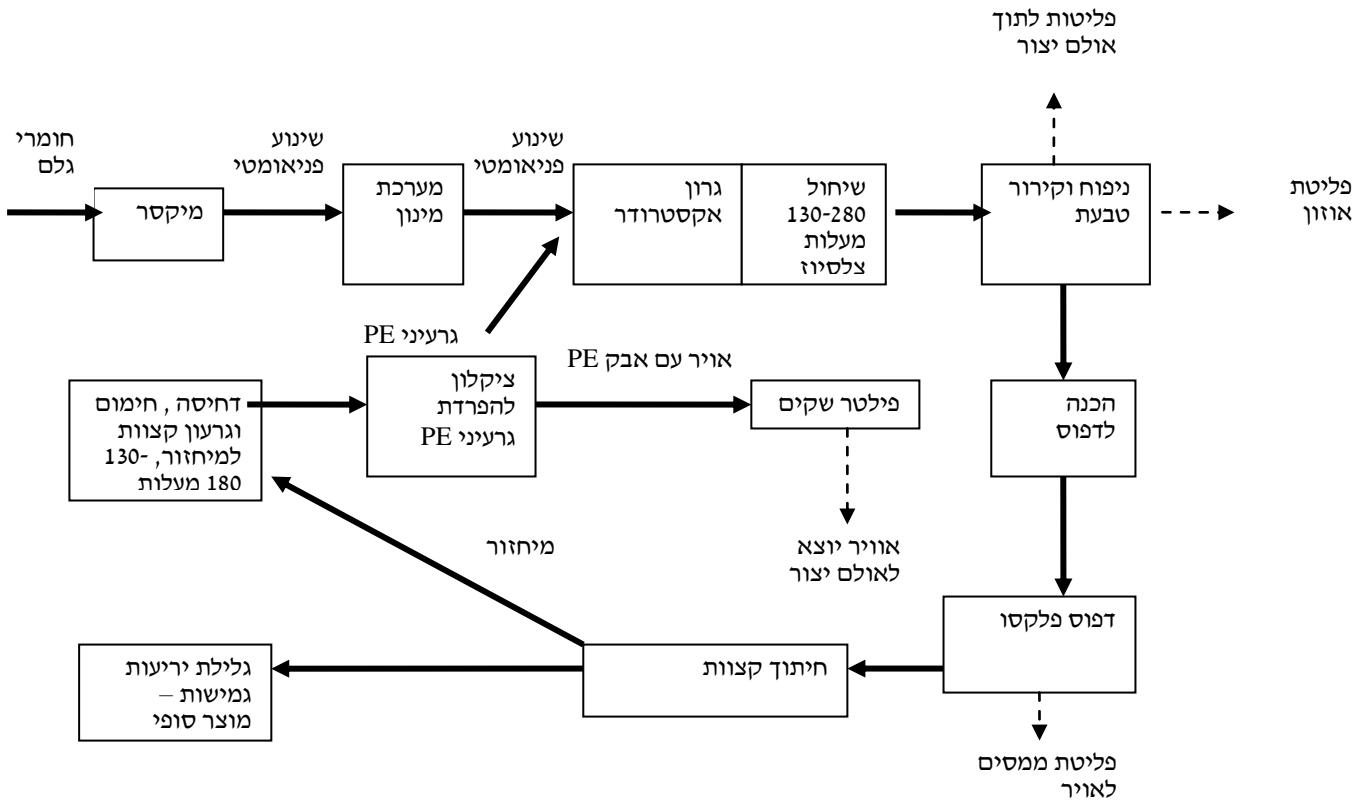 פליטות לתוך
אולם יצור
חומרי
גלם
שינוע
פניאומטי
שינוע
פניאומטי
מיקסר
מערכת
מינון
גרון
אקסטרודר
שיחול
130-280
מעלות
צלסיוז
ניפוח וקירור
טבעת
פליטת
אוזון
גרעיני PE
אויר עם אבק PE
דחיסה , חימום
וגרעון קצוות
למיחזור, 130-
180 מעלות
ציקלון
להפרדת
גרעיני PE
פילטר שקים
הכנה
לדפוס
מיחזור
אוויר יוצא
לאולם יצור
דפוס פלקסו
חיתוך קצוות
גלילת יריעות
גמישות –
מוצר סופי
פליטת ממסים
לאויר